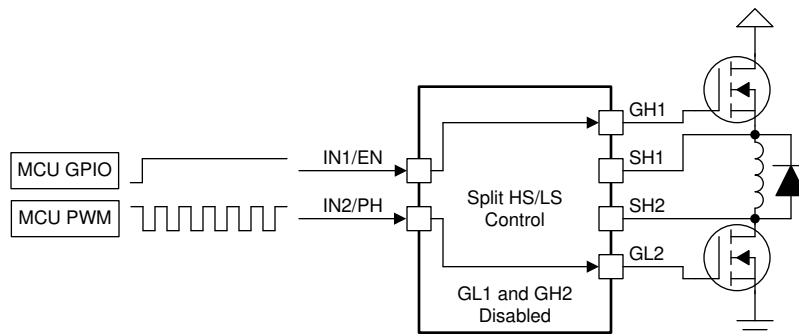 GH1
MCU GPIO
IN1/EN
SH1
MCU PWM
IN2/PH
Split HS/LS
Control
SH2
GL2
GL1 and GH2
Disabled